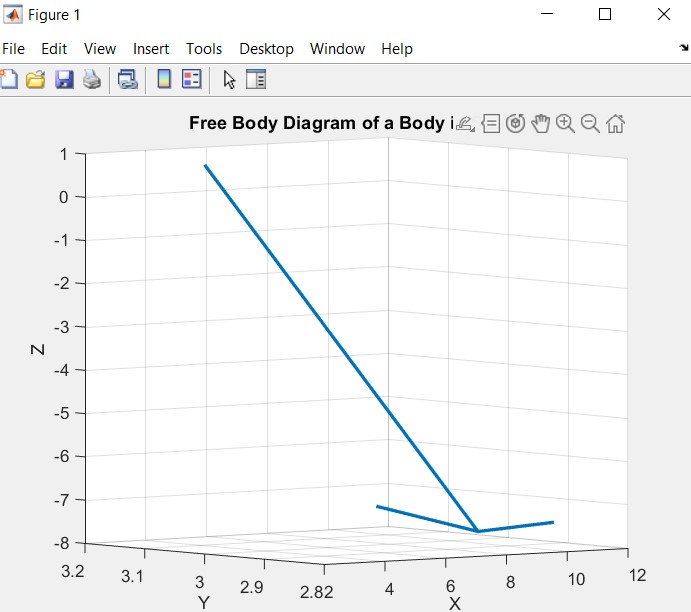 Figure 1
File Edit View Insert Tools Desktop Window Help
Free Body Diagram of a Body i
1
0
-1
-2
-3
Z
-4
-5
-6
-7
-8
3.2 3.1 3 2.9 2.82 4 6 8 10 12
Y X